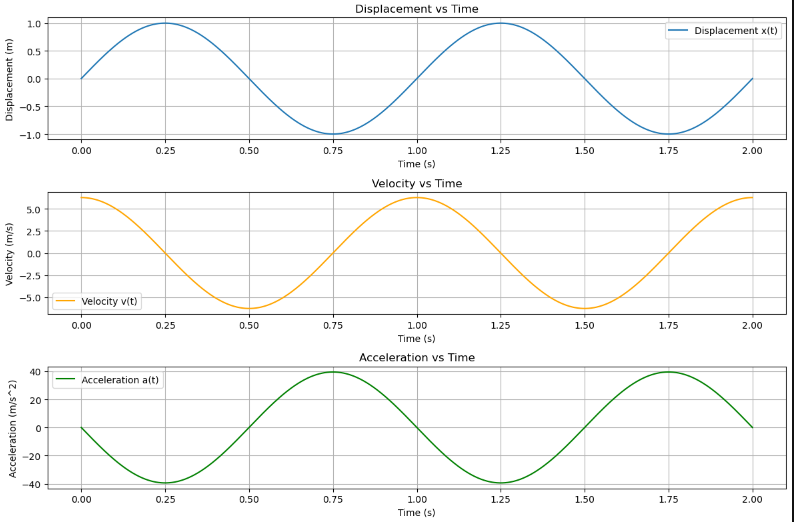 Displacement vs Time
Displacement (m)
1.0
0.5
0.0
−0.5
−1.0
Displacement x(t)
0.00 0.25 0.50 0.75 1.00 1.25 1.50 1.75 2.00
Time (s)
Velocity vs Time
Velocity (m/s)
5.0
2.5
0.0
−2.5
−5.0
Velocity v(t)
0.00 0.25 0.50 0.75 1.00 1.25 1.50 1.75 2.00
Time (s)
Acceleration vs Time
Acceleration (m/s^2)
40
20
0
−20
−40
Acceleration a(t)
0.00 0.25 0.50 0.75 1.00 1.25 1.50 1.75 2.00
Time (s)